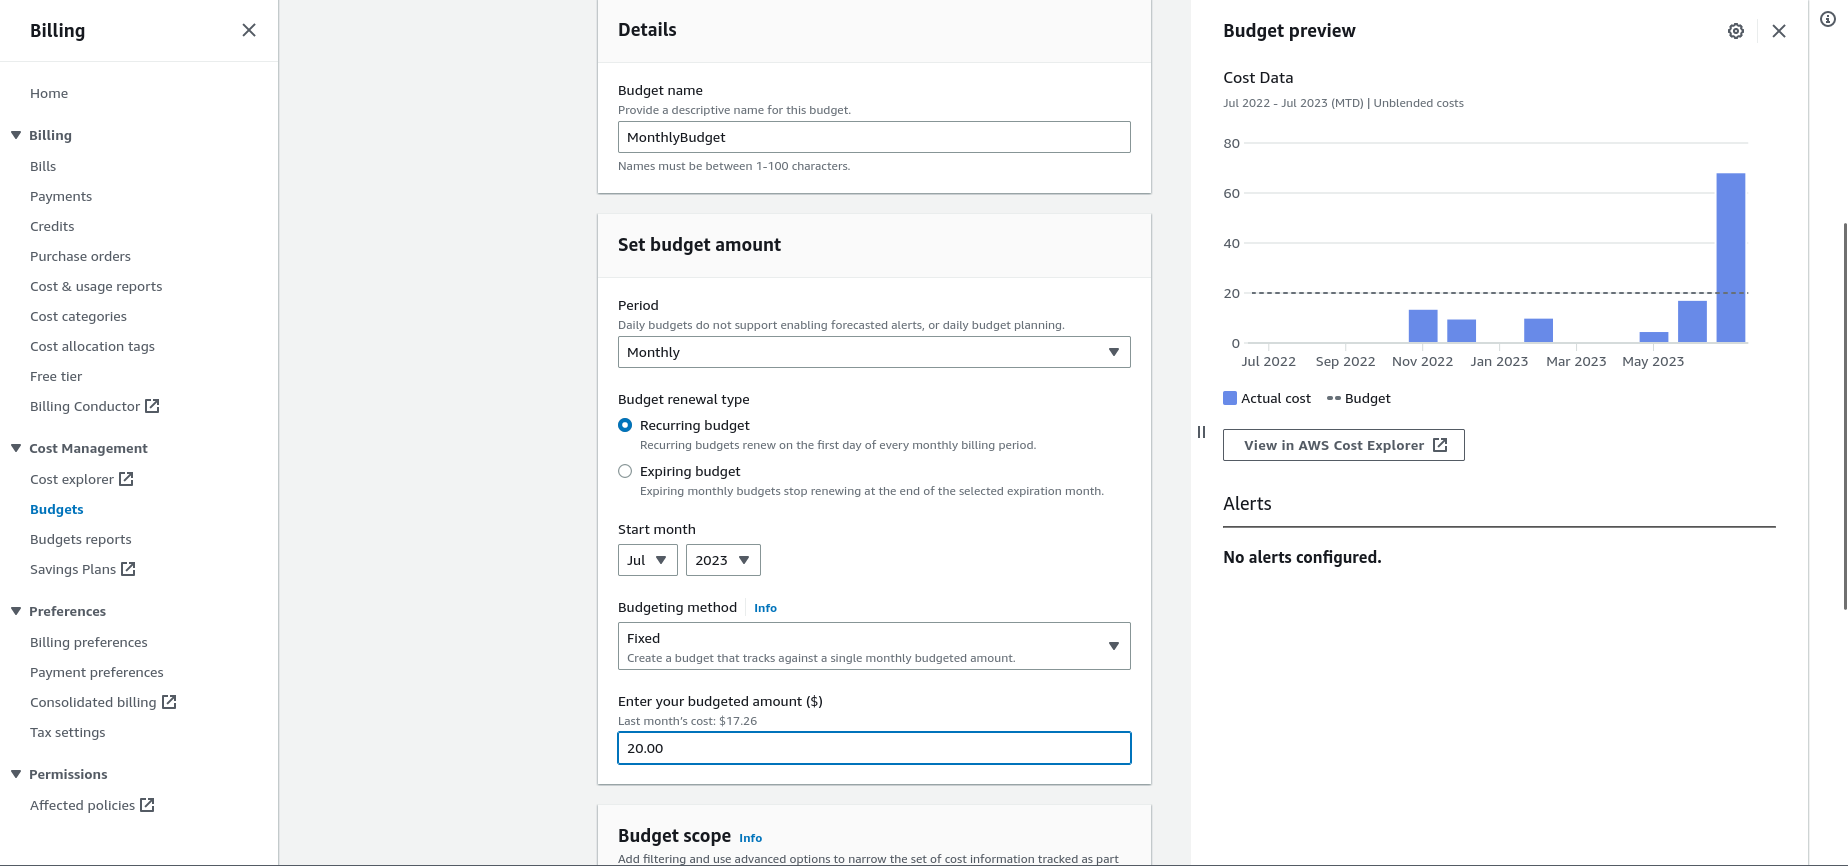 Billing
Home
Billing
Bills
Payments
Credits
Purchase orders
Cost & usage reports
Cost categories
Cost allocation tags
Free tier
Billing Conductor
Cost Management
Cost explorer
Budgets
Budgets reports
Savings Plans
Preferences
Billing preferences
Payment preferences
Consolidated billing
Tax settings
Permissions
Affected policies
Details
Budget name
Provide a descriptive name for this budget.
MonthlyBudget
Names must be between 1-100 characters.
Set budget amount
Period
Daily budgets do not support enabling forecasted alerts, or daily budget planning.
Monthly
Budget renewal type
Recurring budget
Recurring budgets renew on the first day of every monthly billing period.
Expiring budget
Expiring monthly budgets stop renewing at the end of the selected expiration month.
Start month
Jul 2023
Budgeting method Info
Fixed
Create a budget that tracks against a single monthly budgeted amount.
Enter your budgeted amount ($)
Last month's cost: $17.26
20.00
Budget scope Info
Add filtering and use advanced options to narrow the set of cost information tracked as part
Budget preview
Cost Data
Jul 2022 - Jul 2023 (MTD) | Unblended costs
80
60
40
20
0
Jul 2022 Sep 2022 Nov 2022 Jan 2023 Mar 2023 May 2023
Actual cost Budget
View in AWS Cost Explorer
Alerts
No alerts configured.